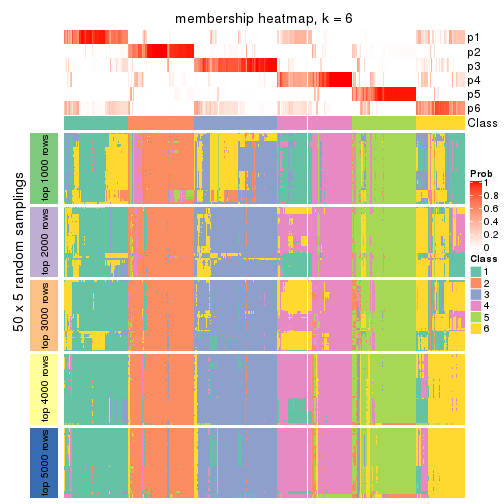 membership heatmap, k = 6
p1
p2
p3
p4
p5
p6
Class
50 x 5 random samplings
top 1000 rows
top 2000 rows
top 3000 rows
top 4000 rows
top 5000 rows
Prob
1
0.8
0.6
0.4
0.2
0
Class
1
2
3
4
5
6